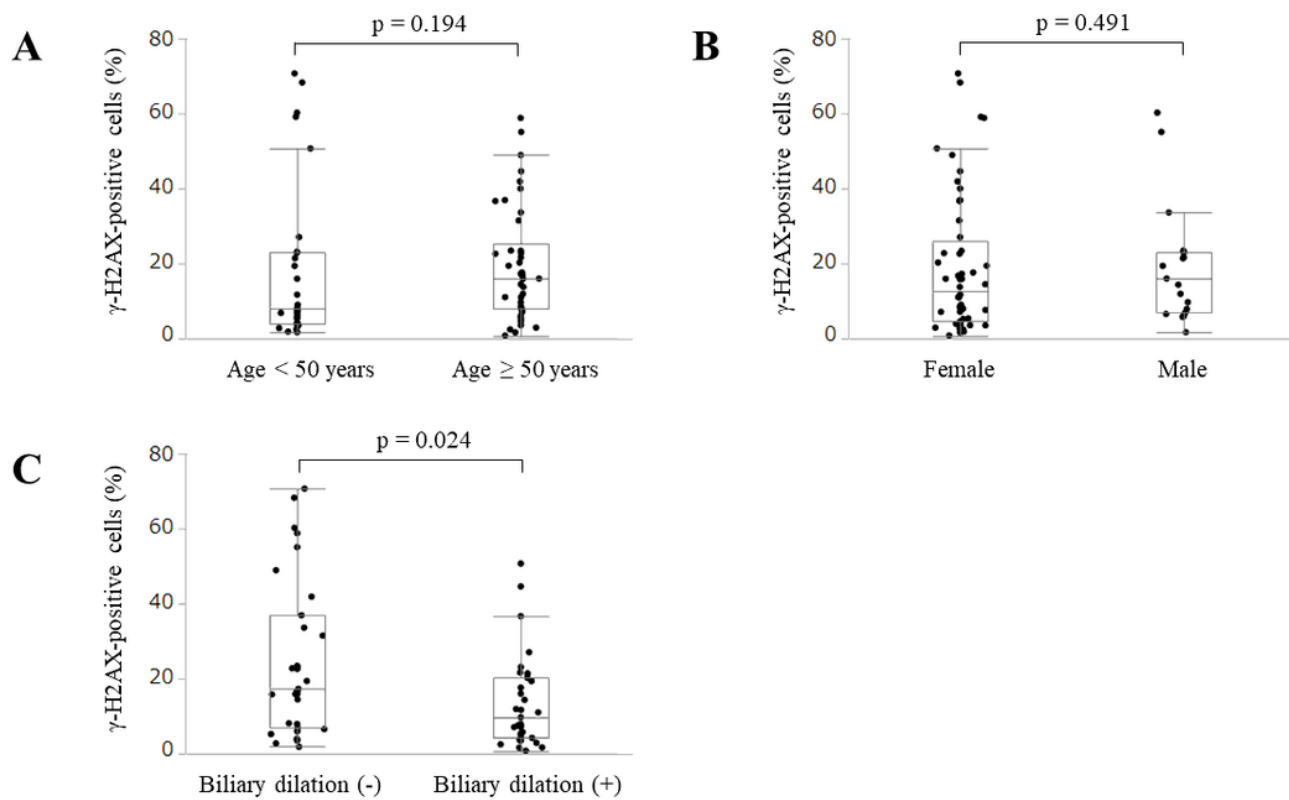 A
γ-H2AX-positive cells (%)
p = 0.194
80
60
40
20
0
Age < 50 years
Age ≥ 50 years
B
γ-H2AX-positive cells (%)
p = 0.491
80
60
40
20
0
Female
Male
C
γ-H2AX-positive cells (%)
p = 0.024
80
60
40
20
0
Biliary dilation (-)
Biliary dilation (+)